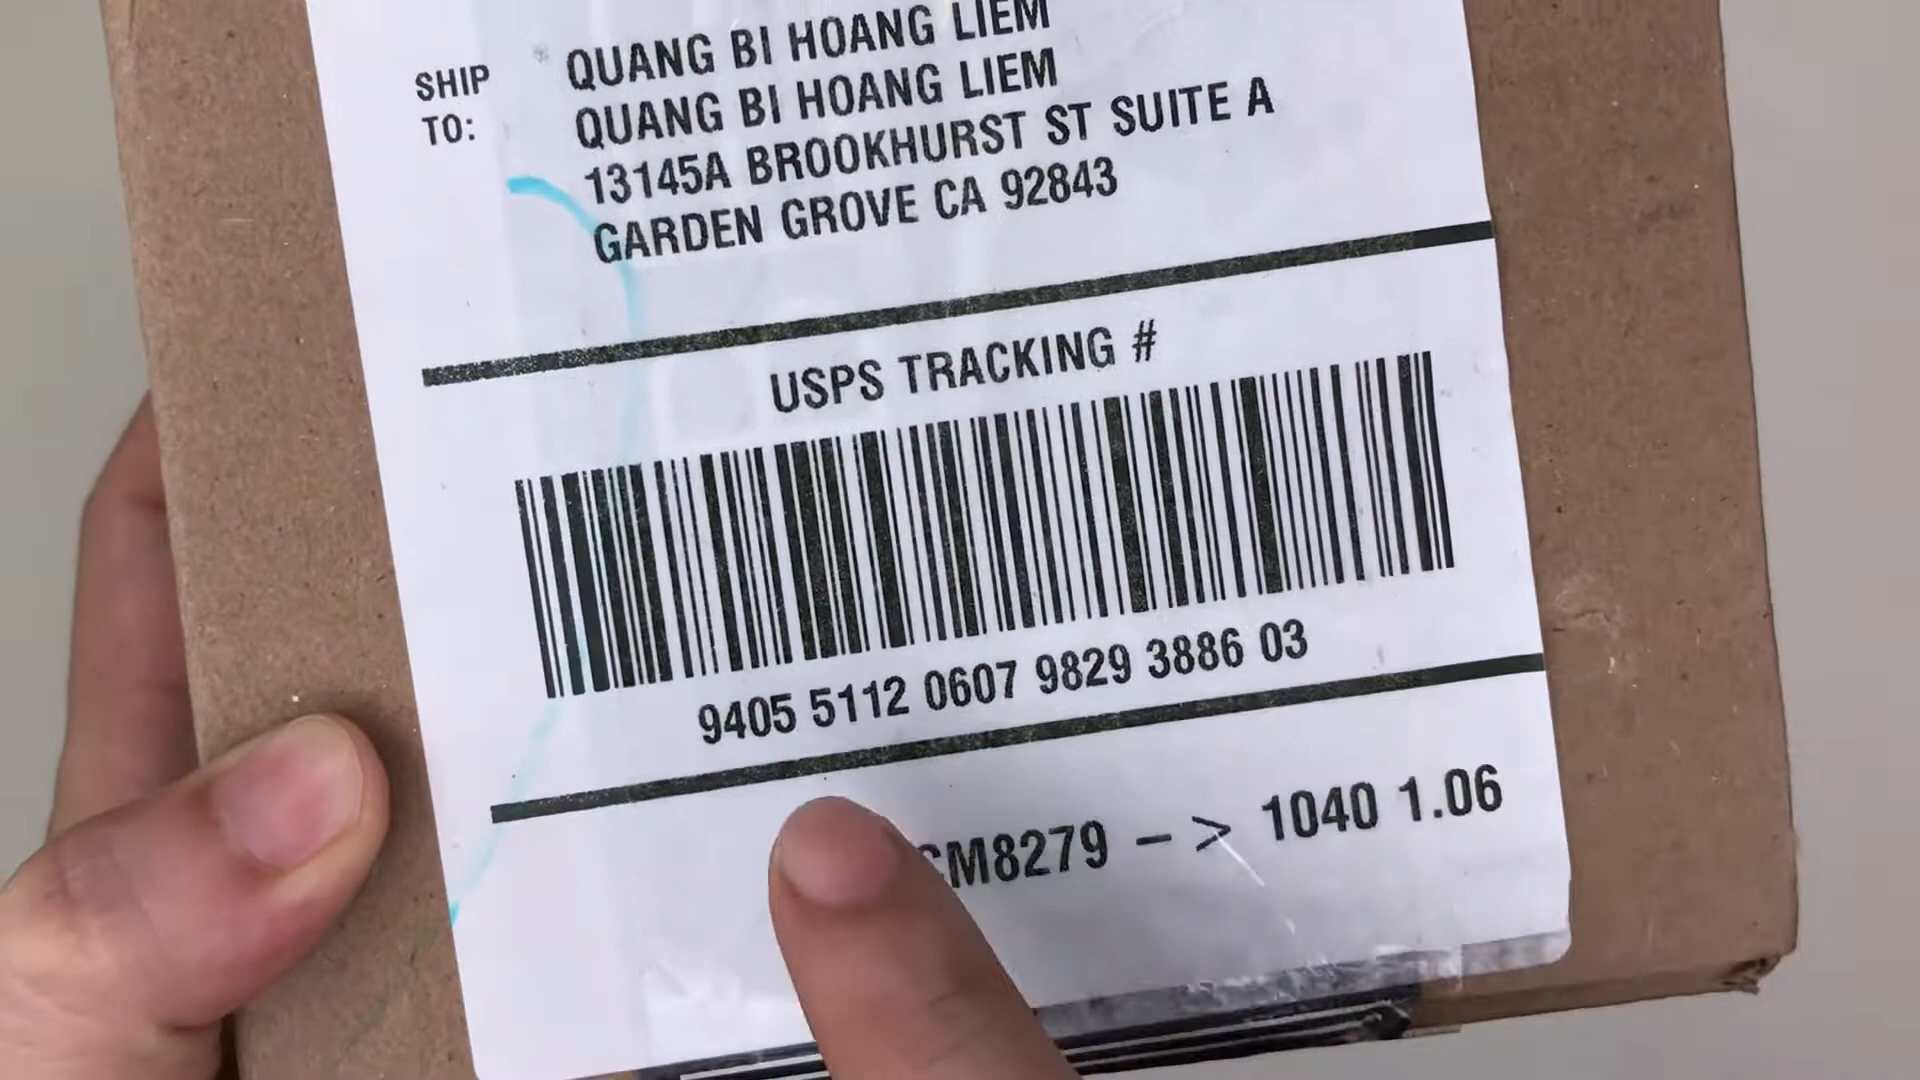 SHIP TO:
QUANG BI HOANG LIEM
QUANG BI HOANG LIEM
13145A BROOKHURST ST SUITE A
GARDEN GROVE CA 92843
USPS TRACKING #
9405 5112 0607 9829 3886 03
CM8279 -> 1040 1.06